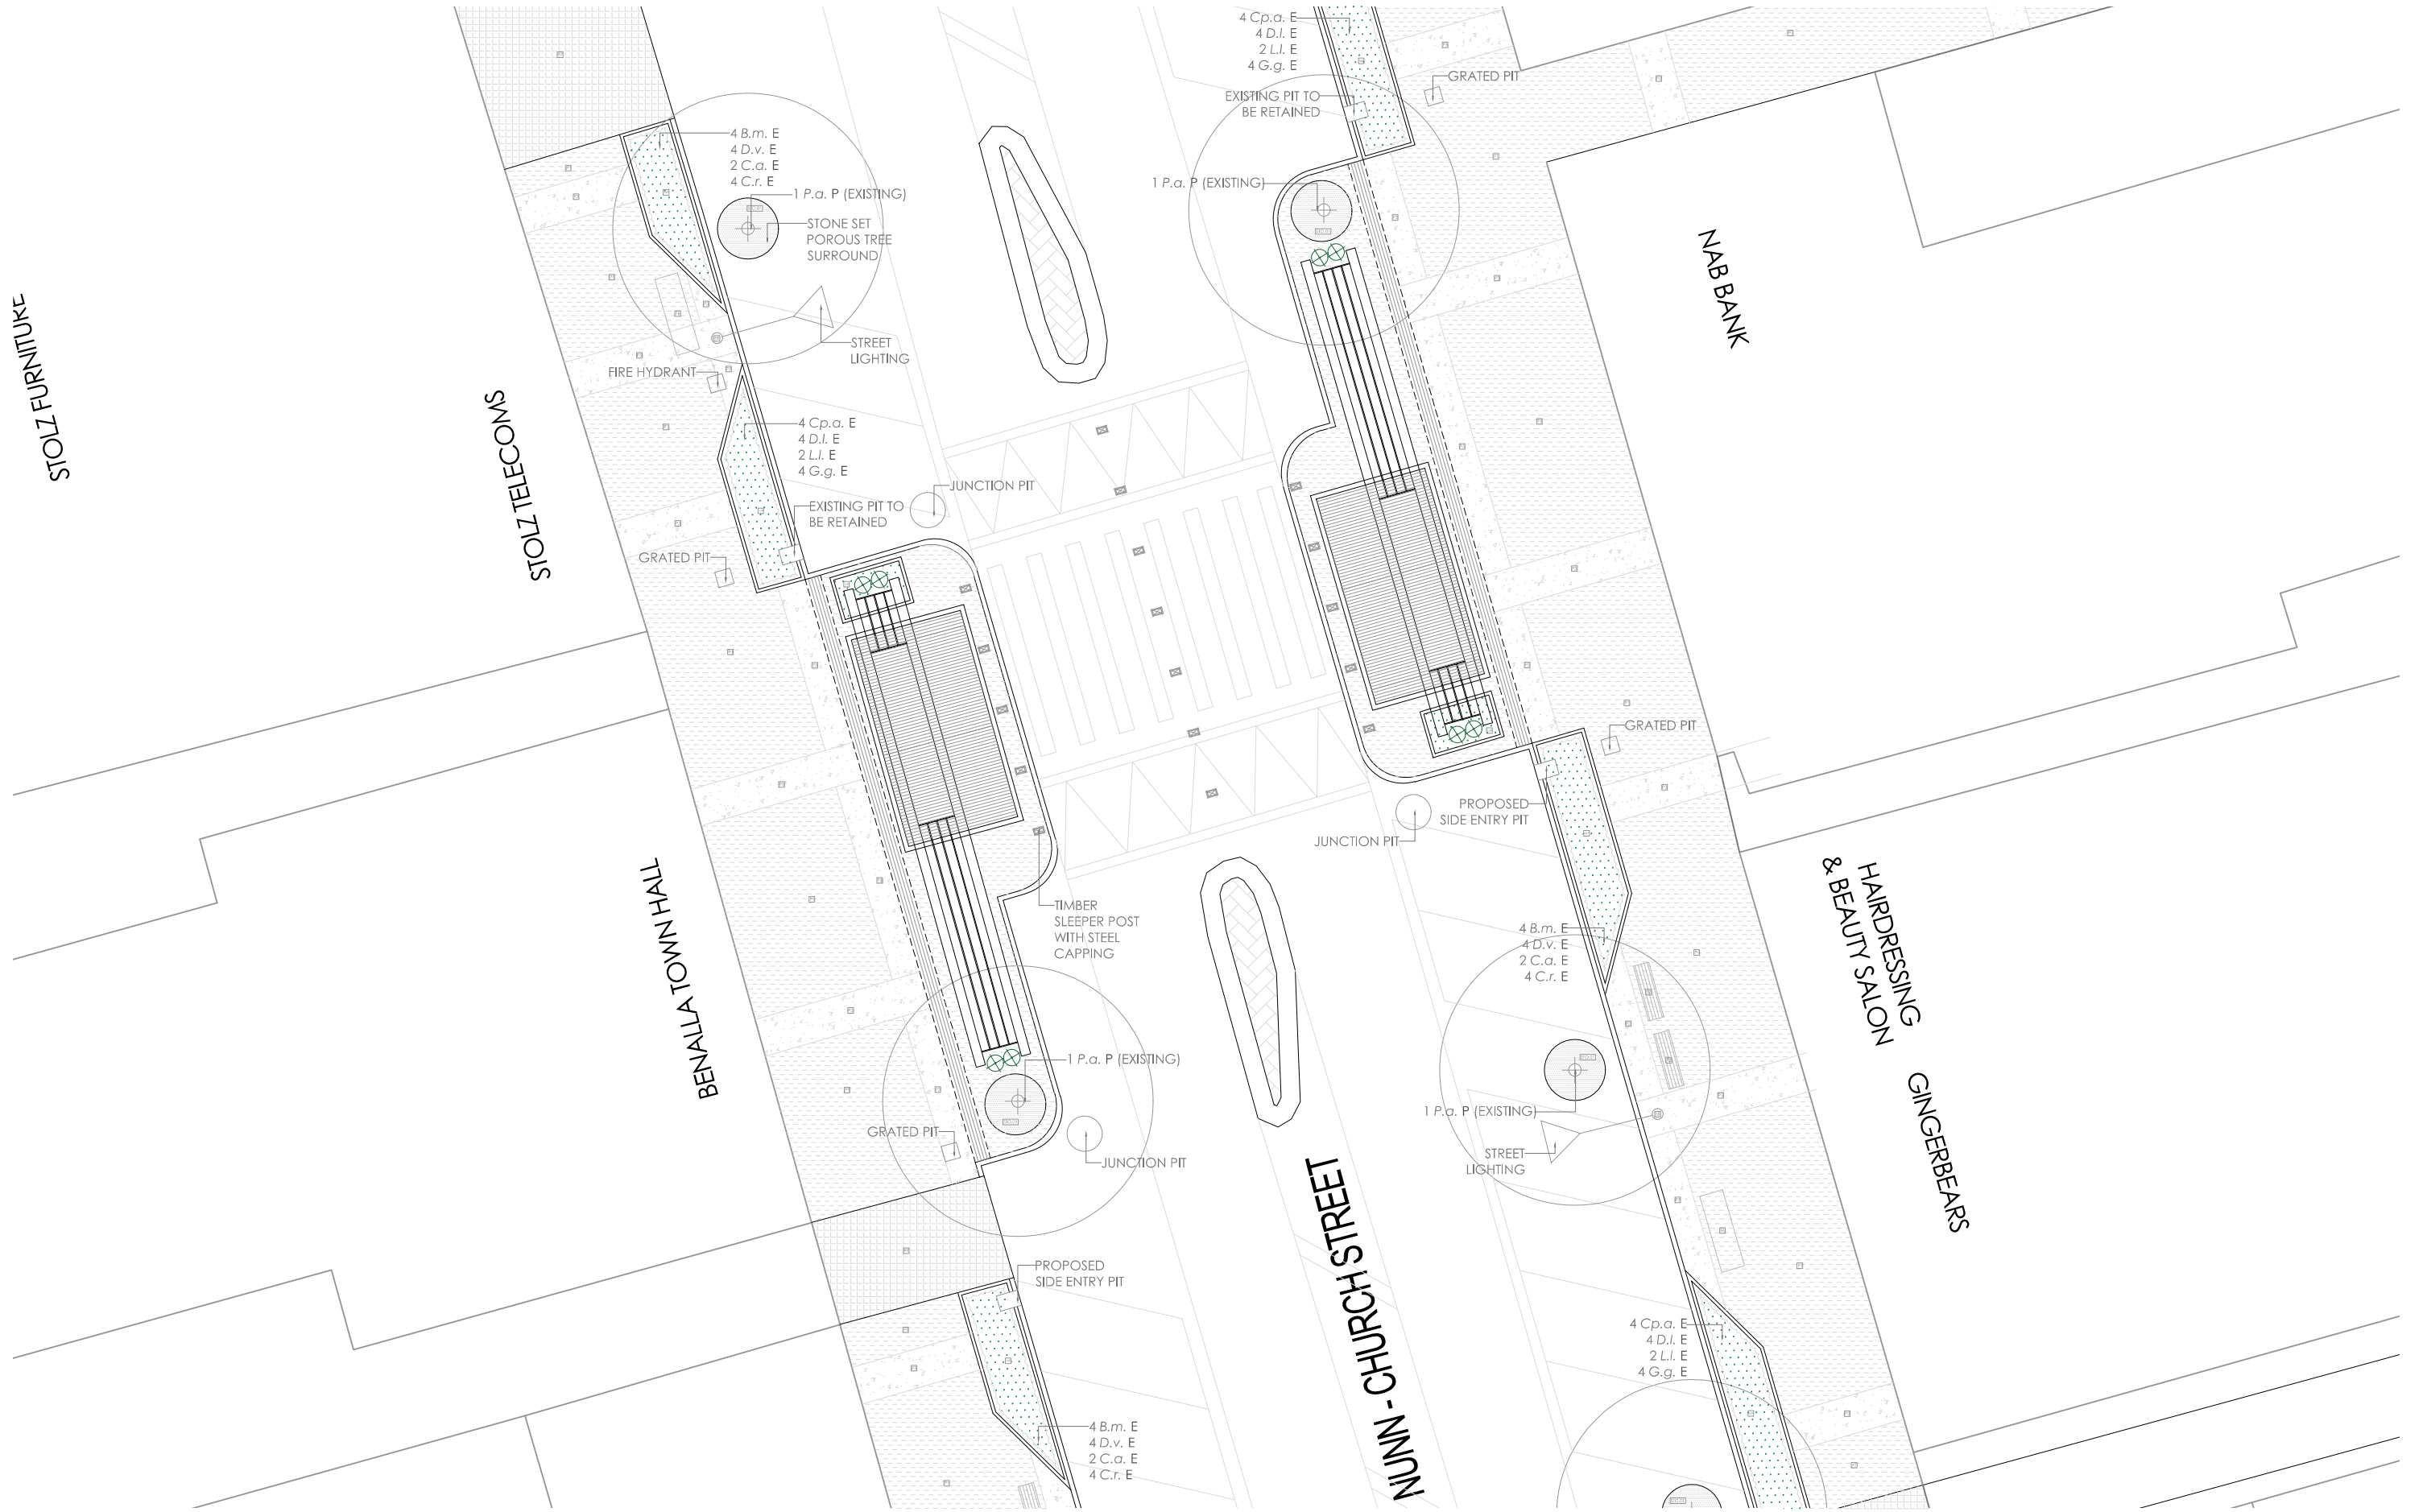 4 Cp.a. E
4 D.l. E
2 L.l. E
4 G.g. E
GRATED PIT
EXISTING PIT TO
BE RETAINED
4 B.m. E
4 D.v. E
2 C.a. E
4 C.r. E
1 P.a. P (EXISTING)
1 P.a. P (EXISTING)
STONE SET
POROUS TREE
SURROUND
NAB BANK
STOLZ FURNITURE
STREET
LIGHTING
FIRE HYDRANT
STOLZ TELECOMS
4 Cp.a. E
4 D.l. E
2 L.l. E
4 G.g. E
JUNCTION PIT
EXISTING PIT TO
BE RETAINED
GRATED PIT
GRATED PIT
PROPOSED
SIDE ENTRY PIT
JUNCTION PIT
BENALLA TOWN HALL
HAIRDRESSING
& BEAUTY SALON
TIMBER
SLEEPER POST
WITH STEEL
CAPPING
4 B.m. E
4 D.v. E
2 C.a. E
4 C.r. E
1 P.a. P (EXISTING)
GINGERBEARS
1 P.a. P (EXISTING)
GRATED PIT
JUNCTION PIT
STREET
LIGHTING
NUNN - CHURCH STREET
PROPOSED
SIDE ENTRY PIT
4 Cp.a. E
4 D.l. E
2 L.l. E
4 G.g. E
4 B.m. E
4 D.v. E
2 C.a. E
4 C.r. E